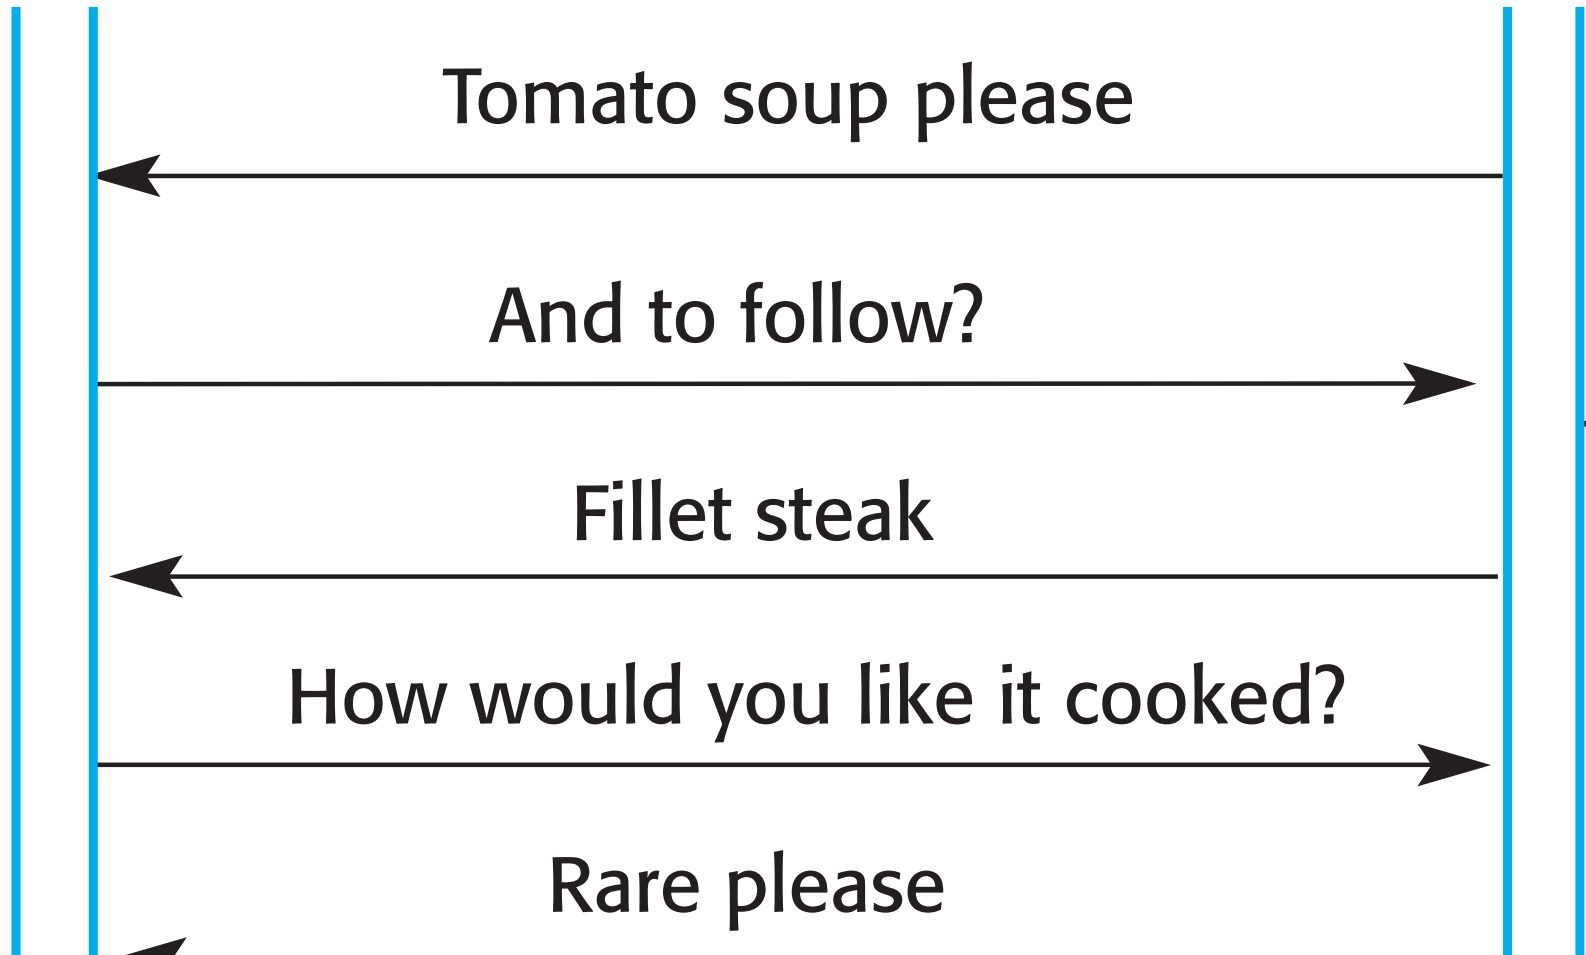 Tomato soup please
And to follow?
Fillet steak
How would you like it cooked?
Rare please